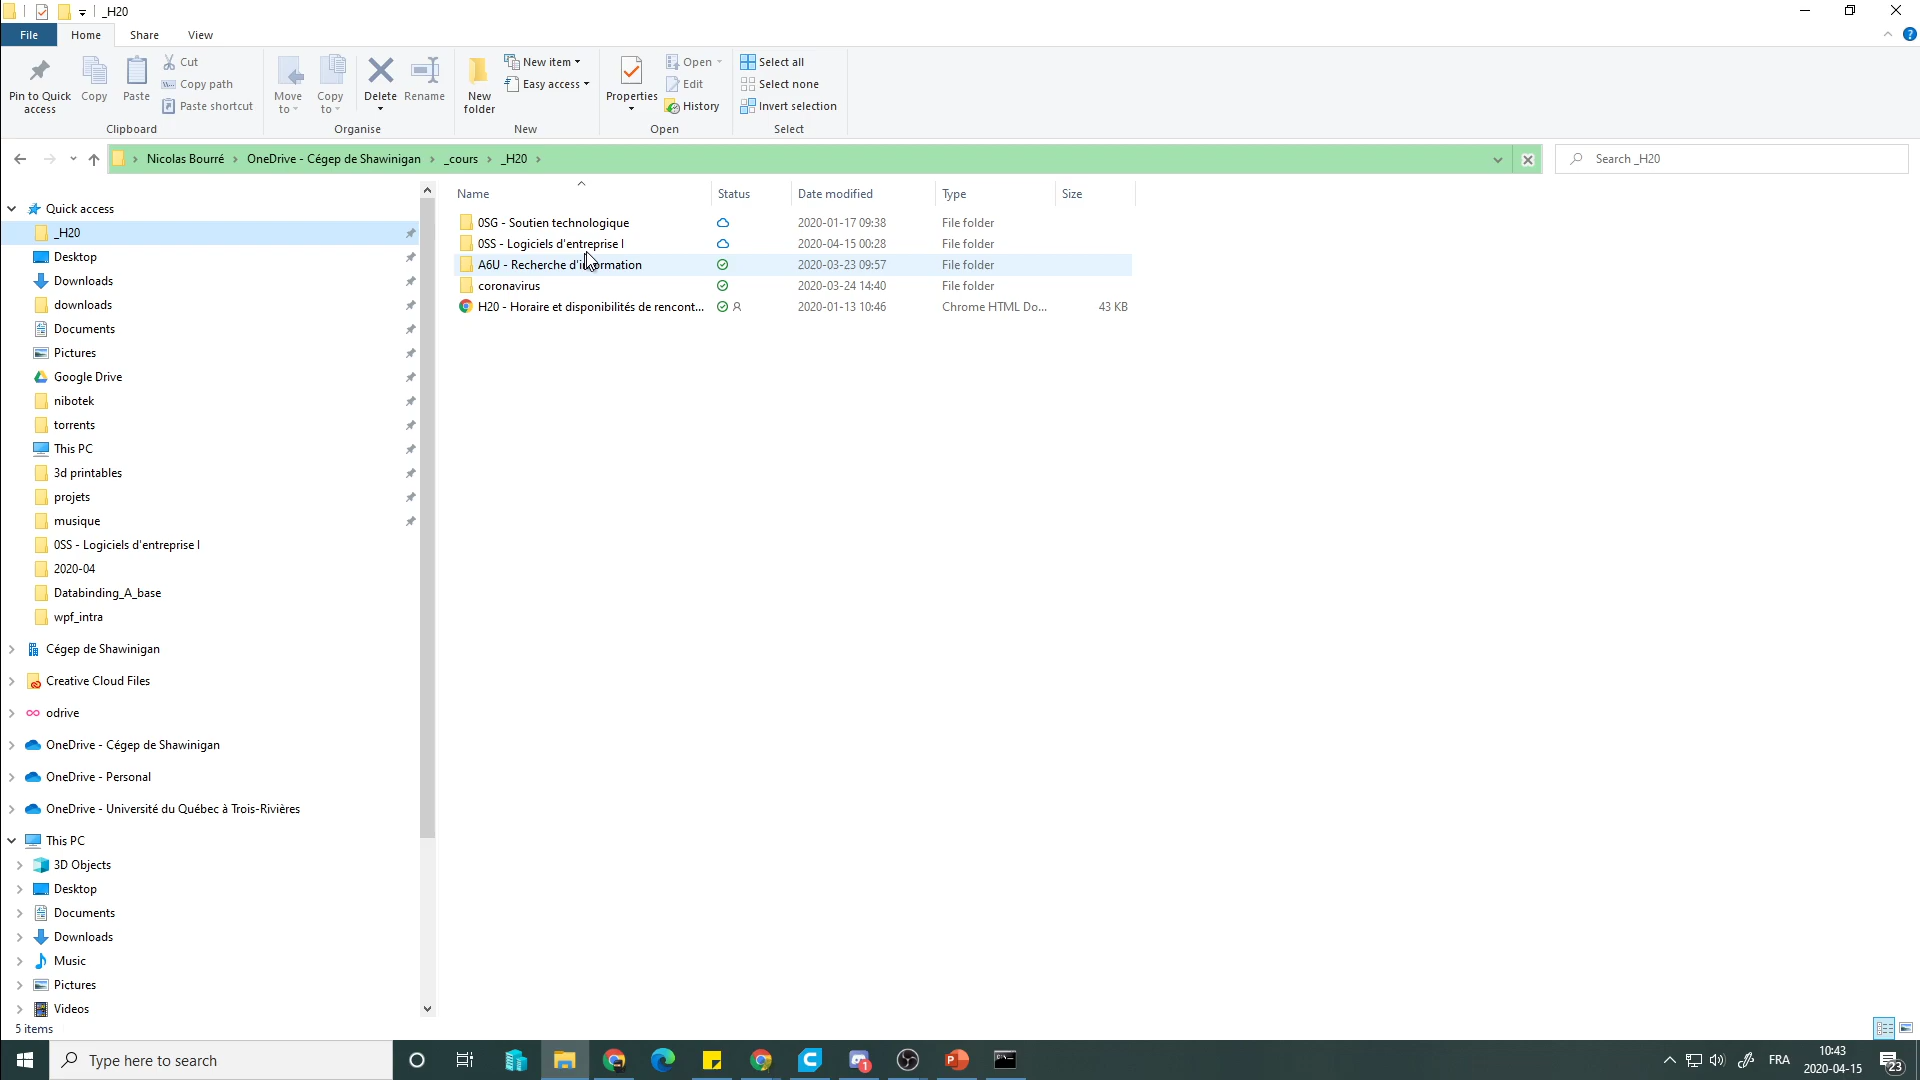 _H20
File Home Share View
Pin to Quick access
Copy
Paste
Cut
Copy path
Paste shortcut
Clipboard
Move to
Copy to
Delete
Rename
Organise
New folder
New item
Easy access
New
Properties
Open
Edit
History
Open
Select all
Select none
Invert selection
Select
Nicolas Bourré › OneDrive - Cégep de Shawinigan › _cours › _H20 ›
Search _H20
Quick access
_H20
Desktop
Downloads
downloads
Documents
Pictures
Google Drive
nibotek
torrents
This PC
3d printables
projets
musique
0SS - Logiciels d'entreprise I
2020-04
Databinding_A_base
wpf_intra
Cégep de Shawinigan
Creative Cloud Files
odrive
OneDrive - Cégep de Shawinigan
OneDrive - Personal
OneDrive - Université du Québec à Trois-Rivières
This PC
3D Objects
Desktop
Documents
Downloads
Music
Pictures
Videos
Name Status Date modified Type Size
0SG - Soutien technologique 2020-01-17 09:38 File folder
0SS - Logiciels d'entreprise I 2020-04-15 00:28 File folder
A6U - Recherche 2020-03-23 09:57 File folder
coronavirus 2020-03-24 14:40 File folder
H20 - Horaire et disponibilités de rencont... 2020-01-13 10:46 Chrome HTML Do... 43 KB
5 items
Type here to search
1
FRA
10:43
2020-04-15
23